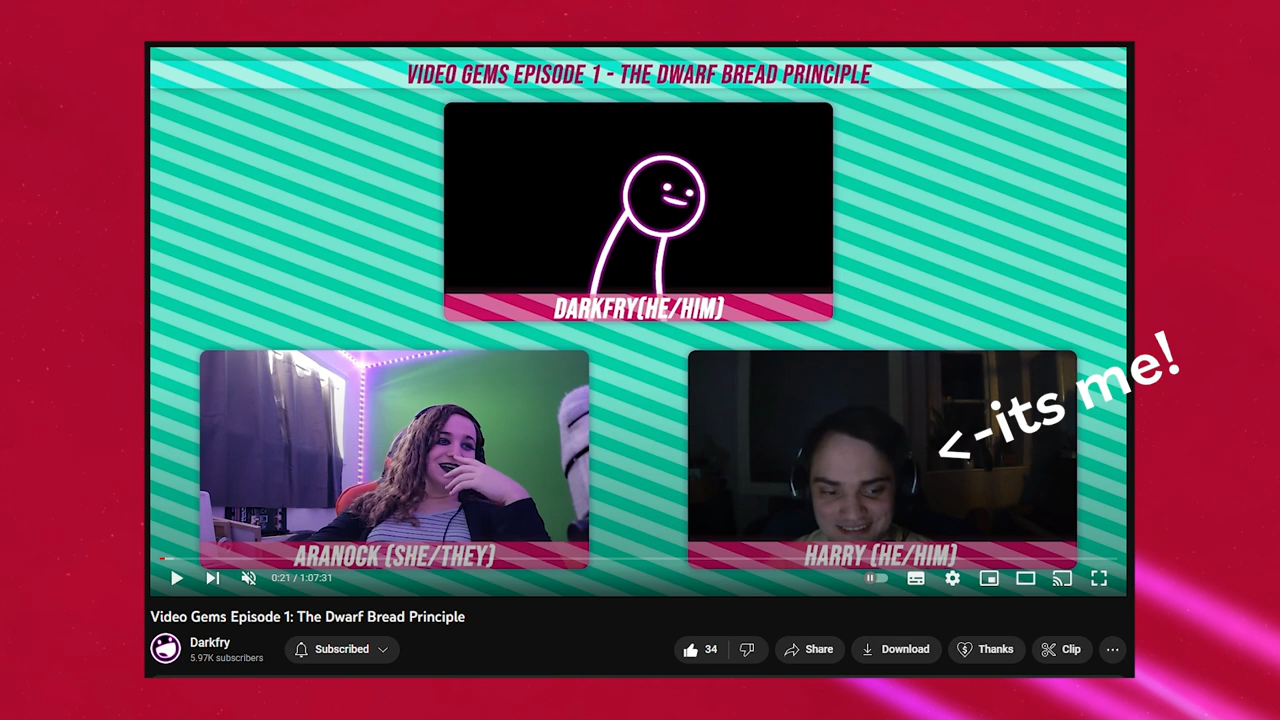 VIDEO GEMS EPISODE 1 - THE DWARF BREAD PRINCIPLE
DARKFRY(HE/HIM)
<-its me!
ARANOCK (SHE/THEY)
HARRY (HE/HIM)
0:21 / 1:07:31
Video Gems Episode 1: The Dwarf Bread Principle
Darkfry
5.97K subscribers
Subscribed
34
Share
Download
Thanks
Clip